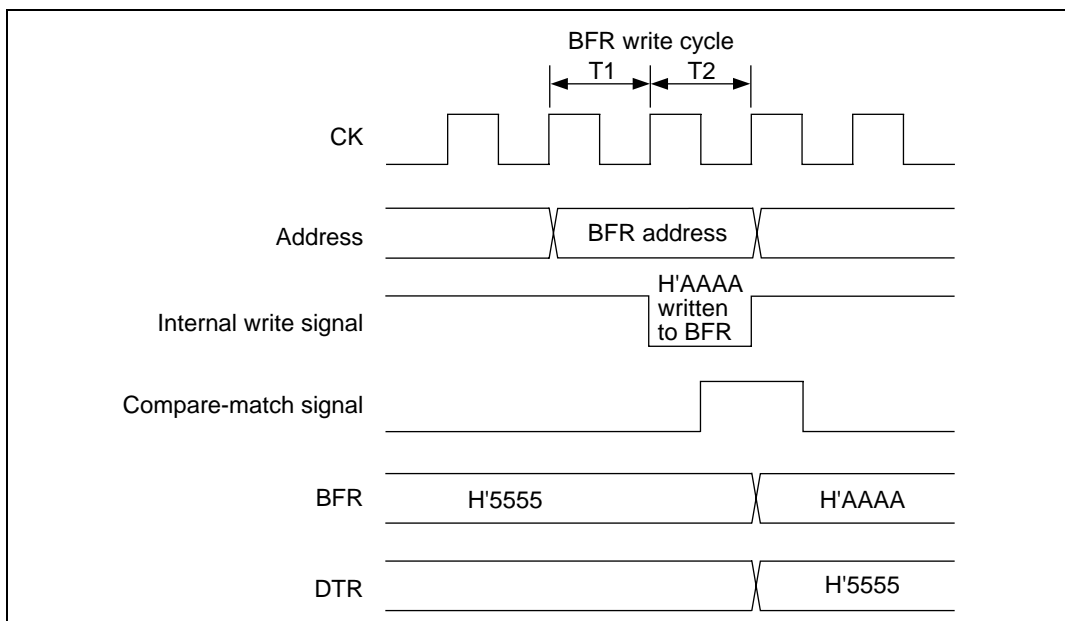 BFR write cycle
T1 T2
CK
Address
BFR address
Internal write signal
H'AAAA
written
to BFR
Compare-match signal
BFR
H'5555
H'AAAA
DTR
H'5555